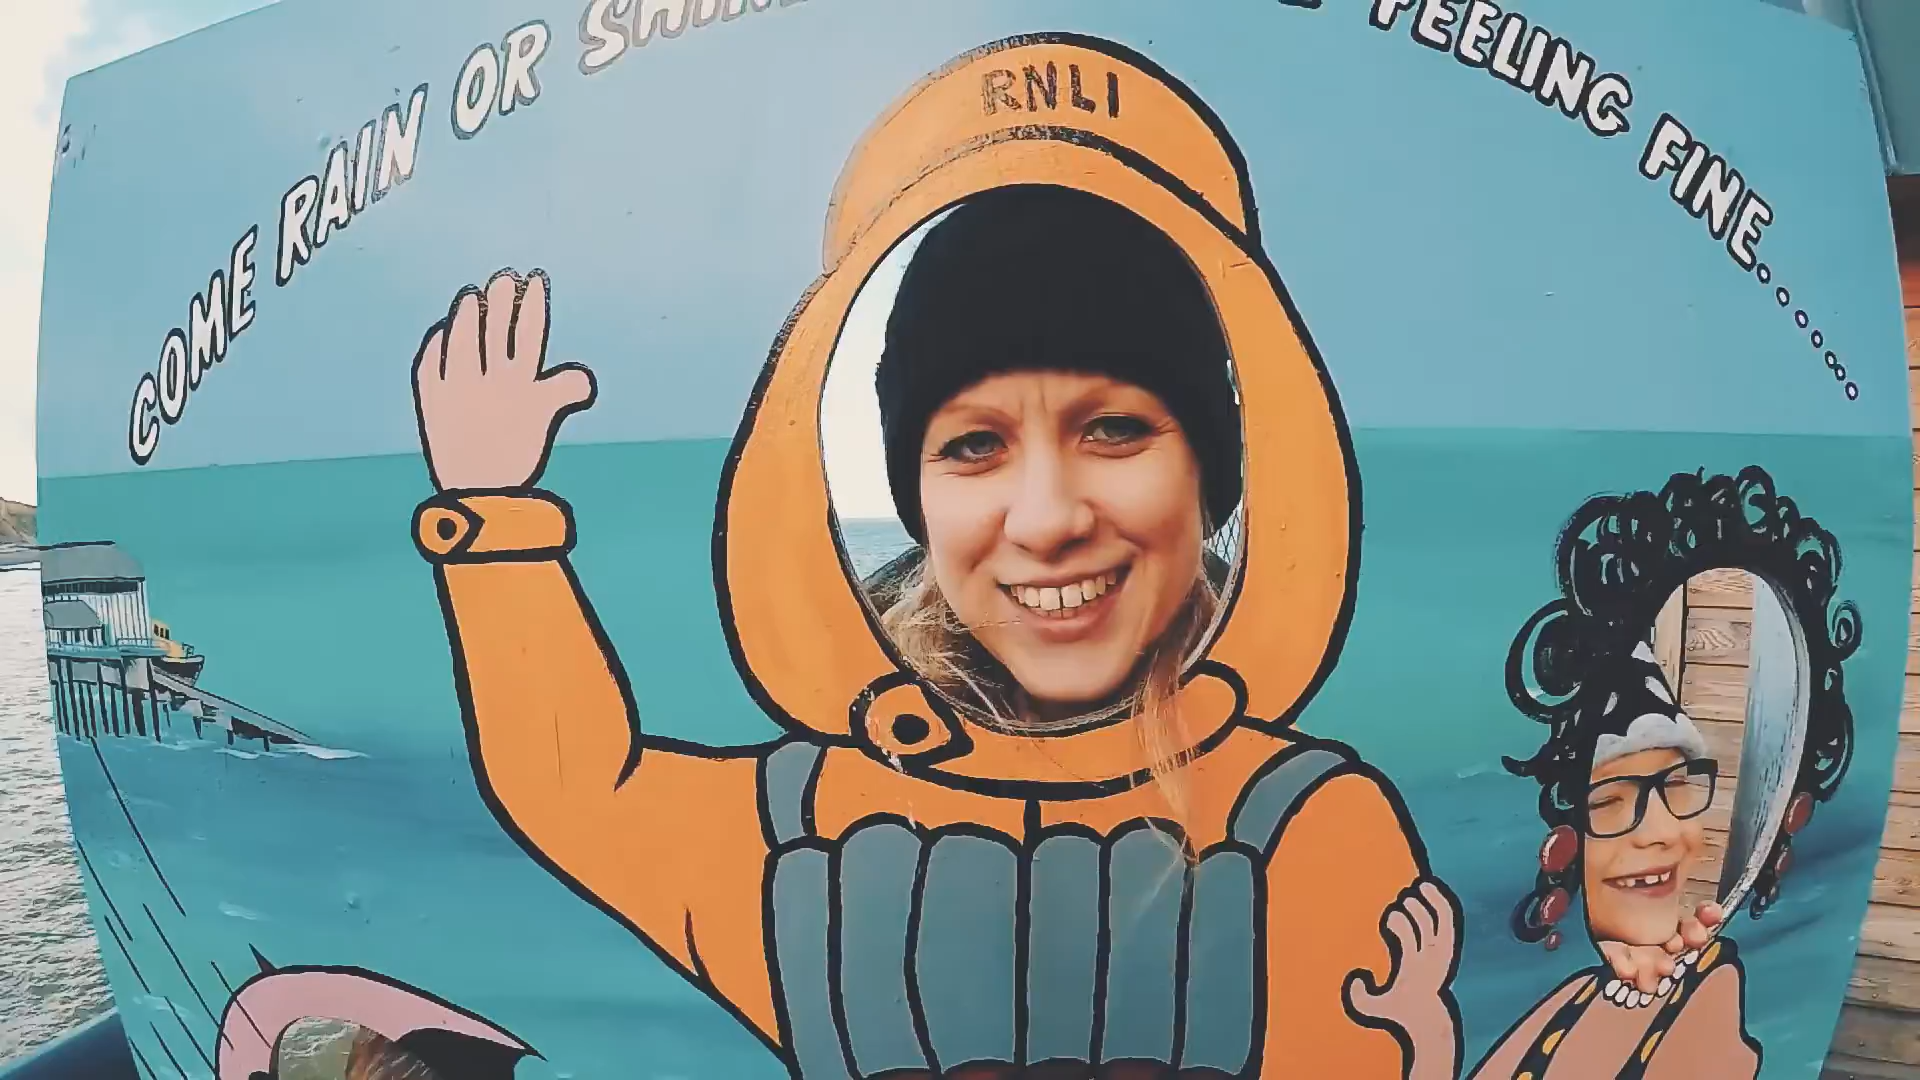 COME RAIN OR
FEELING FINE........
RNLI